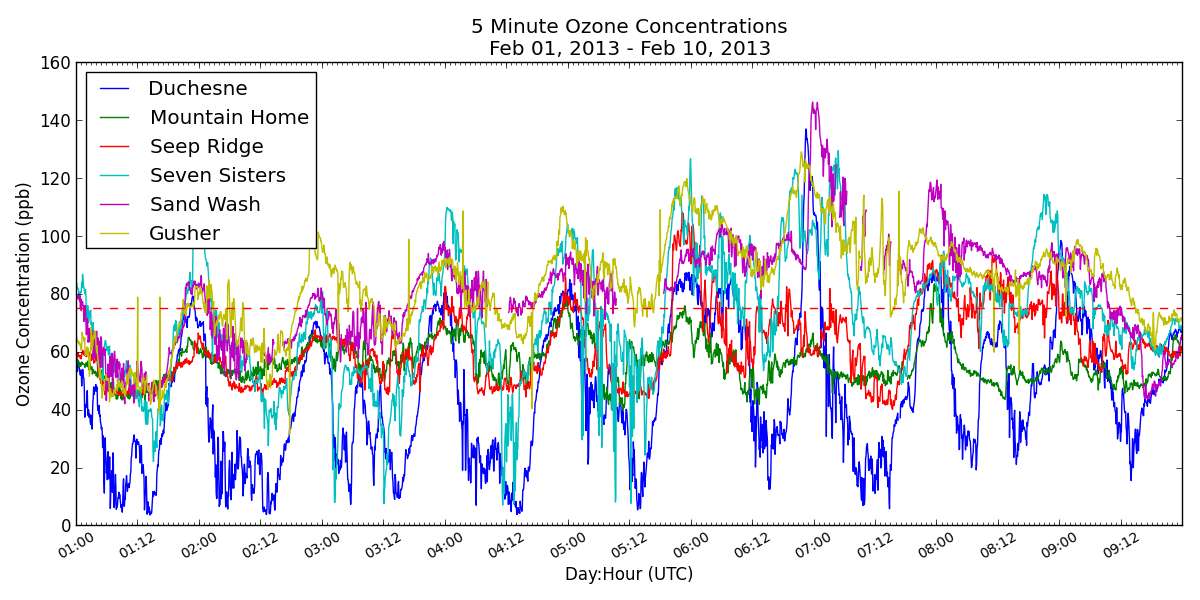 5 Minute Ozone Concentrations
Feb 01, 2013 - Feb 10, 2013
Ozone Concentration (ppb)
160
140
120
100
80
60
40
20
0
Duchesne
Mountain Home
Seep Ridge
Seven Sisters
Sand Wash
Gusher
01:00 01:12 02:00 02:12 03:00 03:12 04:00 04:12 05:00 05:12 06:00 06:12 07:00 07:12 08:00 08:12 09:00 09:12
Day:Hour (UTC)